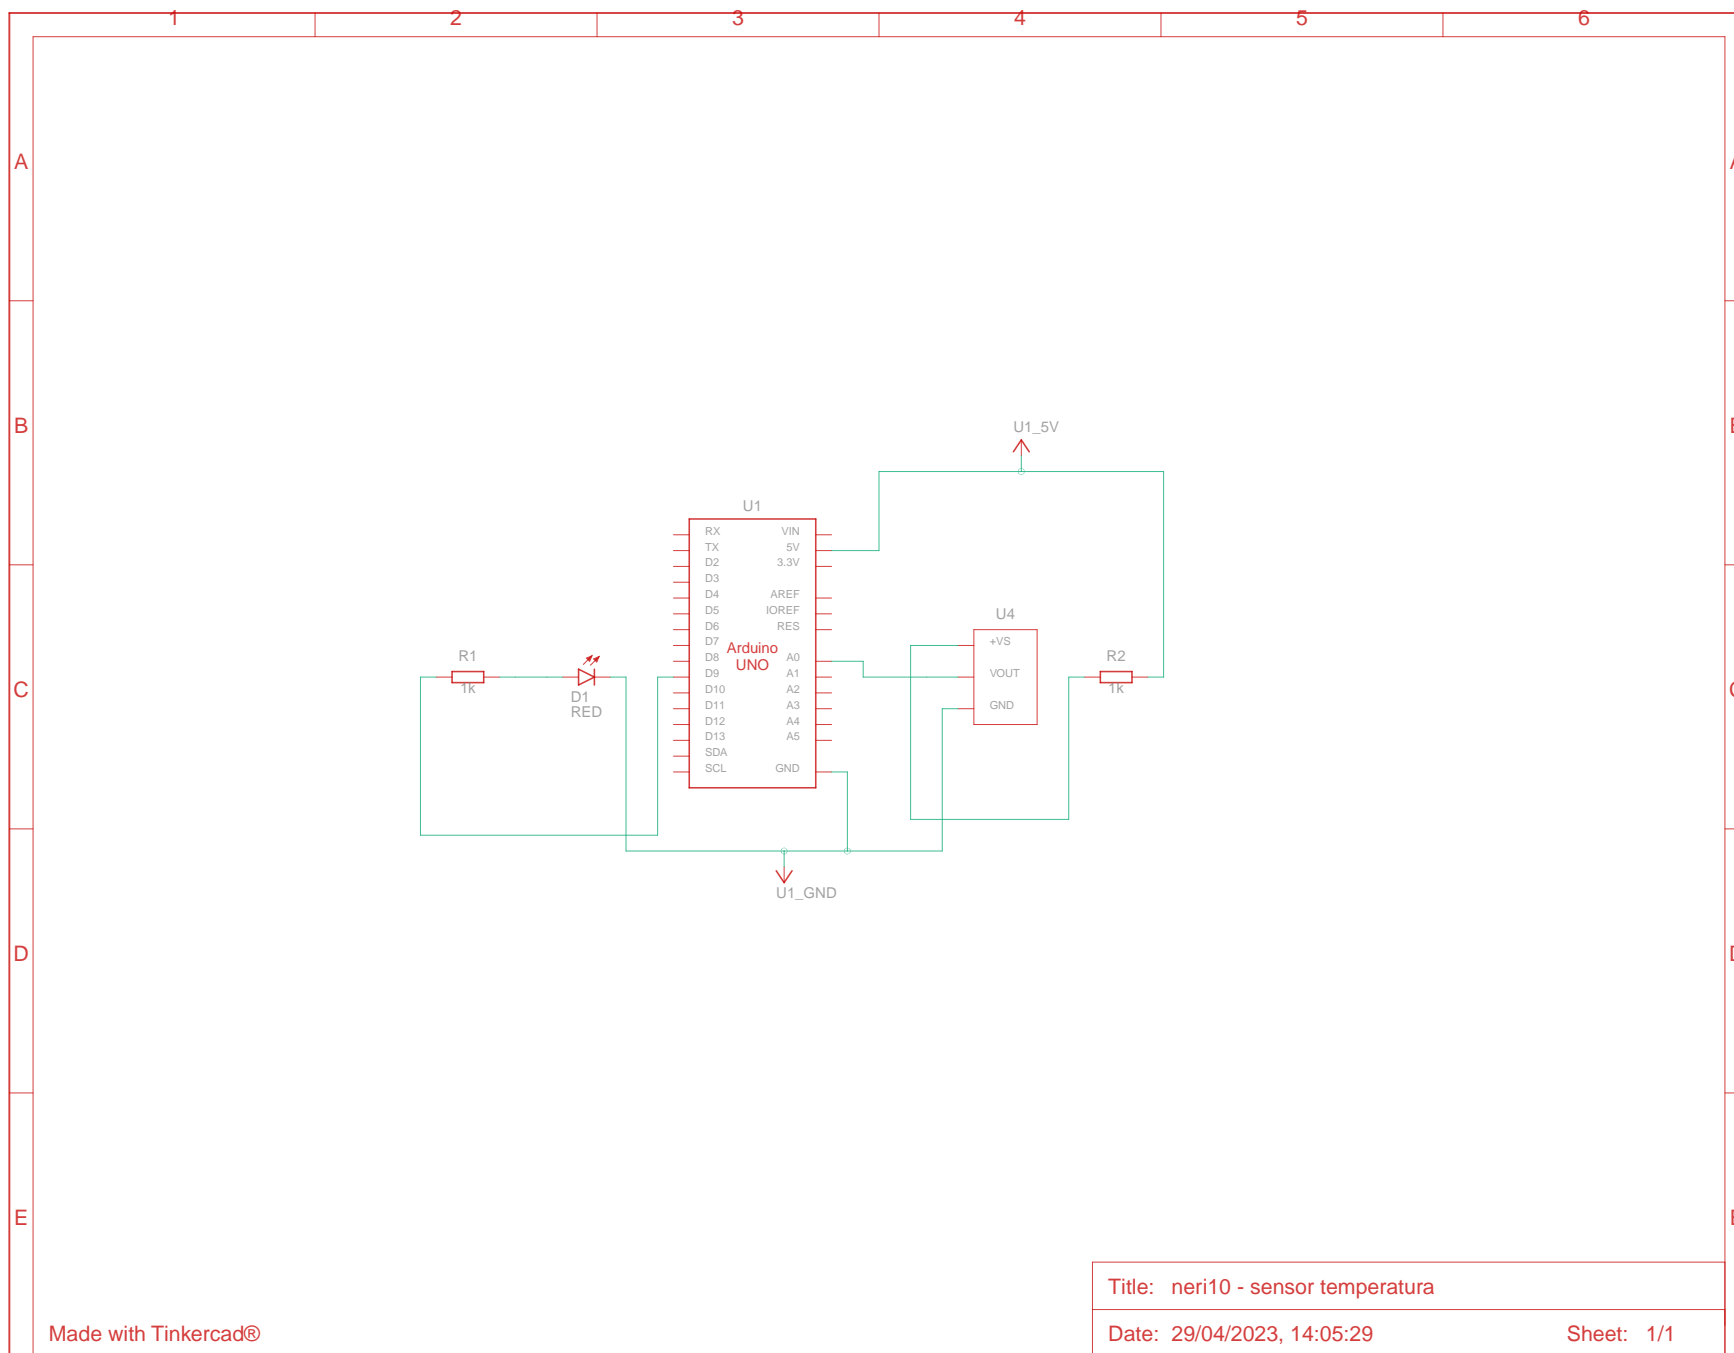 1 2 3 4 5 6
A A
B B
C C
D D
E E
U1_5V
U1
RX VIN
TX 5V
D2 3.3V
D3
D4 AREF
D5 IOREF
D6 RES
D7
D8 A0
D9 A1
D10 A2
D11 A3
D12 A4
D13 A5
SDA
SCL GND
Arduino
UNO
U4
+VS
VOUT
GND
R1
1k
D1
RED
R2
1k
U1_GND
Title: neri10 - sensor temperatura
Date: 29/04/2023, 14:05:29 Sheet: 1/1
Made with Tinkercad®